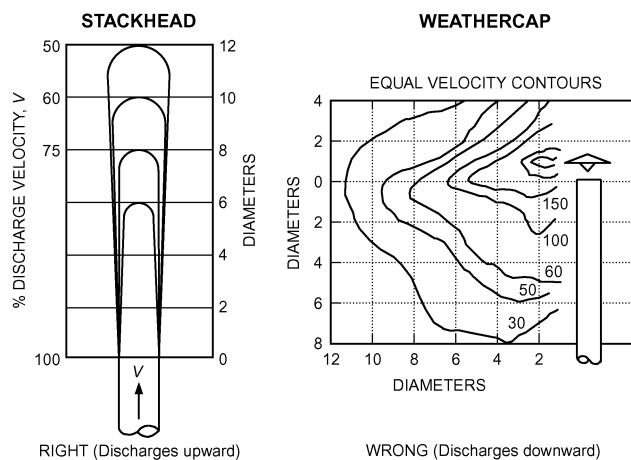 STACKHEAD
% DISCHARGE VELOCITY, V
50
60
75
100
12
10
8
6
4
2
0
DIAMETERS
V
RIGHT (Discharges upward)
WEATHERCAP
EQUAL VELOCITY CONTOURS
DIAMETERS
4
2
0
2
4
6
8
150
100
60
50
30
12 10 8 6 4 2
DIAMETERS
WRONG (Discharges downward)